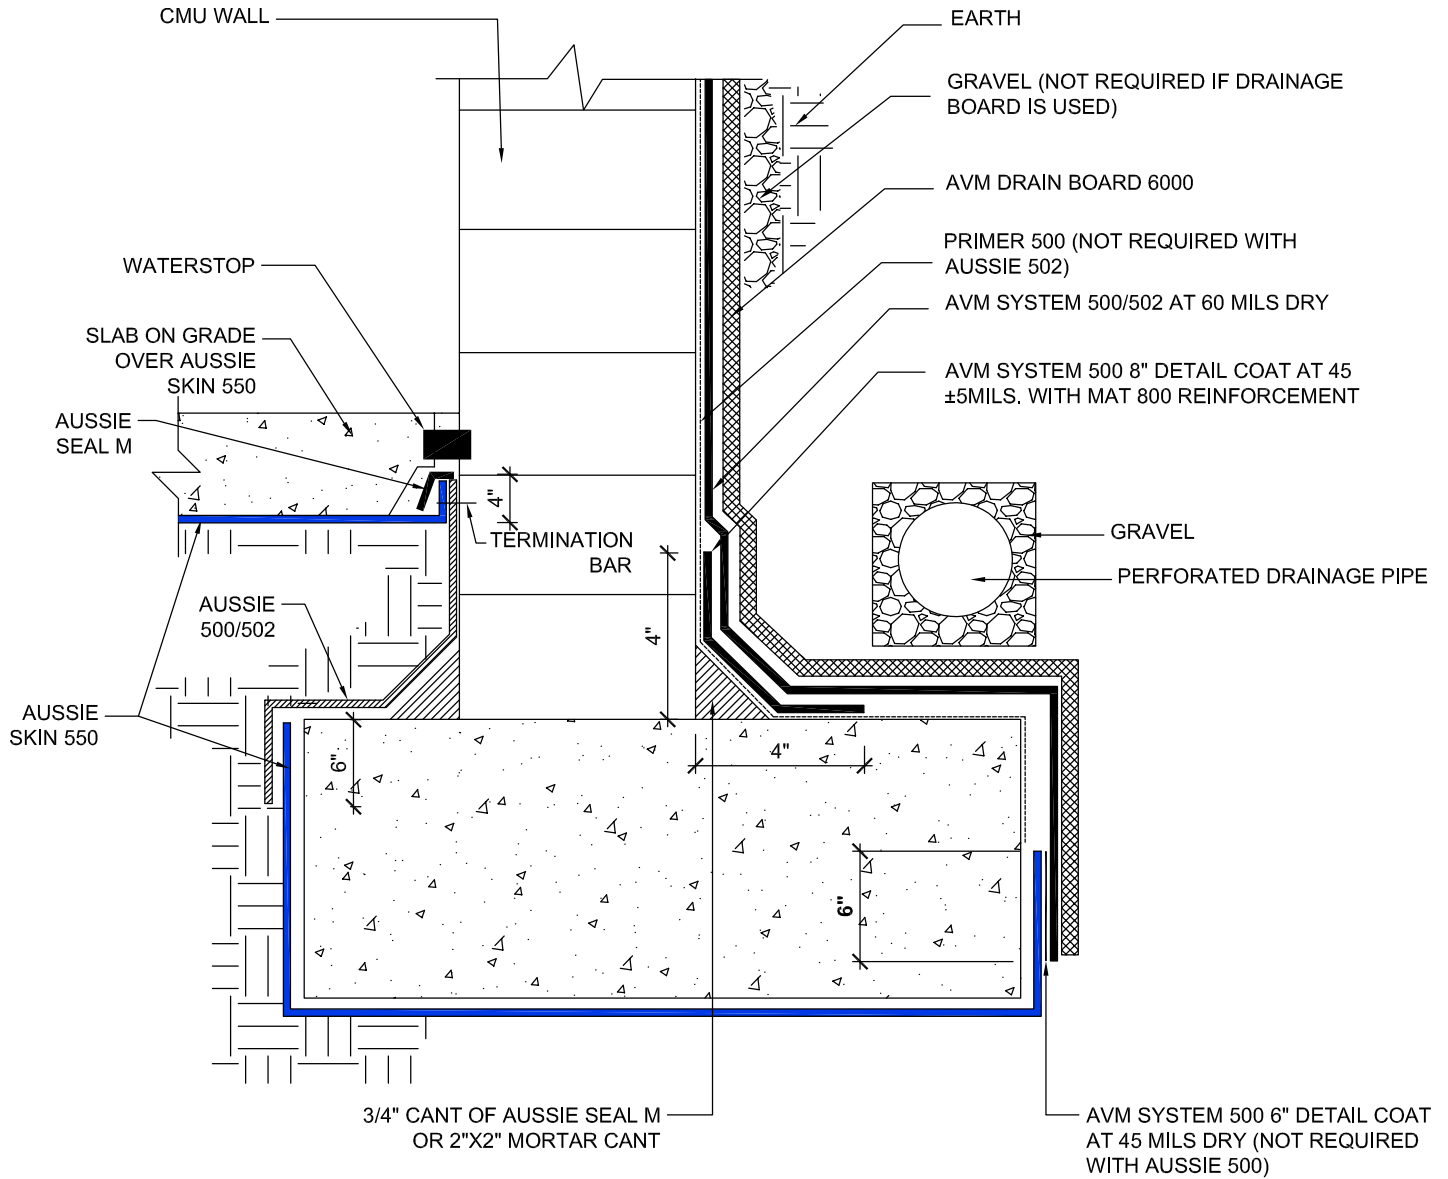 CMU WALL
EARTH
GRAVEL (NOT REQUIRED IF DRAINAGE
BOARD IS USED)
AVM DRAIN BOARD 6000
PRIMER 500 (NOT REQUIRED WITH
AUSSIE 502)
WATERSTOP
AVM SYSTEM 500/502 AT 60 MILS DRY
SLAB ON GRADE
OVER AUSSIE
SKIN 550
AVM SYSTEM 500 8" DETAIL COAT AT 45
±5MILS. WITH MAT 800 REINFORCEMENT
AUSSIE
SEAL M
4"
TERMINATION
BAR
GRAVEL
PERFORATED DRAINAGE PIPE
AUSSIE
500/502
4"
AUSSIE
SKIN 550
6"
4"
6"
3/4" CANT OF AUSSIE SEAL M
OR 2"X2" MORTAR CANT
AVM SYSTEM 500 6" DETAIL COAT
AT 45 MILS DRY (NOT REQUIRED
WITH AUSSIE 500)